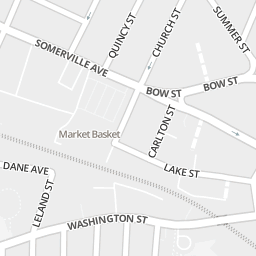 QUINCY ST
CHURCH ST
SUMMER ST
SOMERVILLE AVE
BOW ST
BOW ST
Market Basket
CARLTON ST
DANE AVE
LAKE ST
LELAND ST
WASHINGTON ST